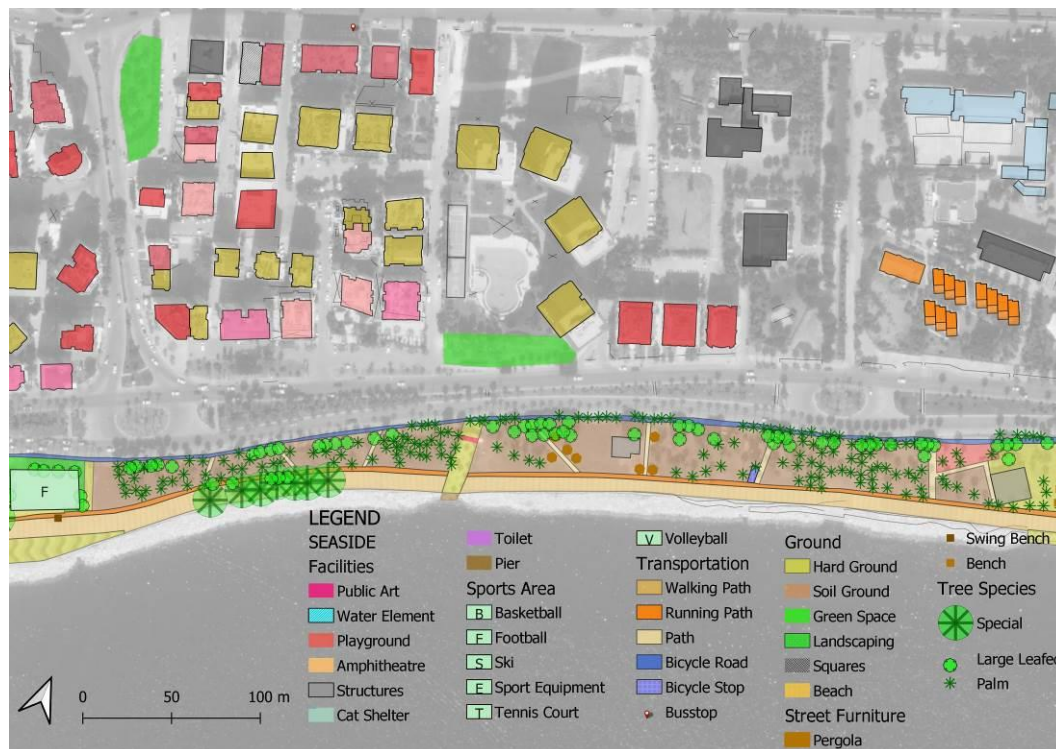 F
LEGEND
SEASIDE
Facilities
Public Art
Water Element
Playground
Amphitheatre
Structures
Cat Shelter
Toilet
Pier
Sports Area
B Basketball
F Football
S Ski
E Sport Equipment
T Tennis Court
V Volleyball
Transportation
Walking Path
Running Path
Path
Bicycle Road
Bicycle Stop
Busstop
Ground
Hard Ground
Soil Ground
Green Space
Landscaping
Squares
Beach
Street Furniture
Pergola
Swing Bench
Bench
Tree Species
Special
Large Leafed
Palm
0 50 100 m